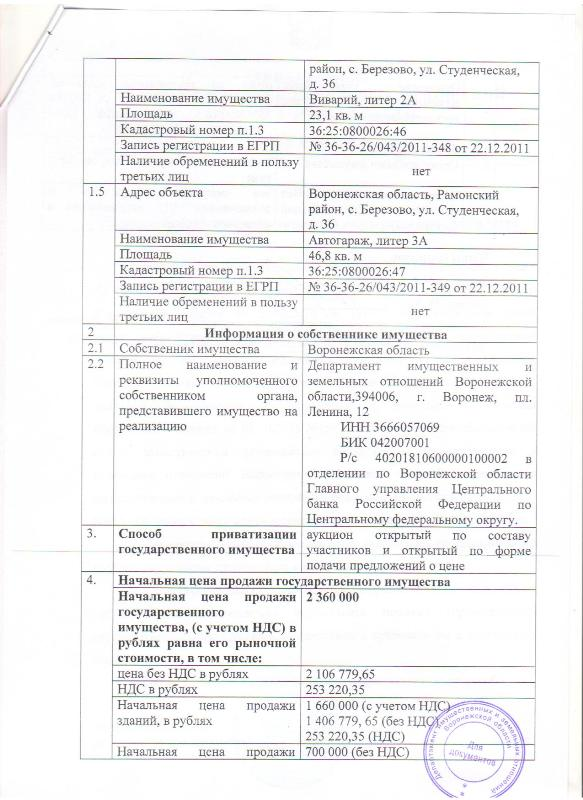 район, с. Березово, ул. Студенческая,
д. 36
Наименование имущества Виварий, литер 2А
Площадь 23,1 кв. м
Кадастровый номер п.1.3 36:25:0800026:46
Запись регистрации в ЕГРП № 36-36-26/043/2011-348 от 22.12.2011
Наличие обременений в пользу
третьих лиц нет
1.5 Адрес объекта Воронежская область, Рамонский
район, с. Березово, ул. Студенческая,
д. 36
Наименование имущества Автогараж, литер 3А
Площадь 46,8 кв. м
Кадастровый номер п.1.3 36:25:0800026:47
Запись регистрации в ЕГРП № 36-36-26/043/2011-349 от 22.12.2011
Наличие обременений в пользу
третьих лиц нет
2 Информация о собственнике имущества
2.1 Собственник имущества Воронежская область
2.2 Полное наименование и
реквизиты уполномоченного
собственником органа,
представившего имущество на
реализацию
Департамент имущественных и
земельных отношений Воронежской
области,394006, г. Воронеж, пл.
Ленина, 12
ИНН 3666057069
БИК 042007001
Р/с 40201810600000100002 в
отделении по Воронежской области
Главного управления Центрального
банка Российской Федерации по
Центральному федеральному округу.
3. Способ приватизации
государственного имущества
аукцион открытый по составу
участников и открытый по форме
подачи предложений о цене
4. Начальная цена продажи государственного имущества
Начальная цена продажи
государственного
имущества, (с учетом НДС) в
рублях равна его рыночной
стоимости, в том числе:
2 360 000
цена без НДС в рублях 2 106 779,65
НДС в рублях 253 220,35
Начальная цена продажи
зданий, в рублях
1 660 000 (с учетом НДС)
1 406 779, 65 (без НДС)
253 220,35 (НДС)
Начальная цена продажи 700 000 (без НДС)
Департамент имущественных и земельных отношений
Воронежской области
Для
документов